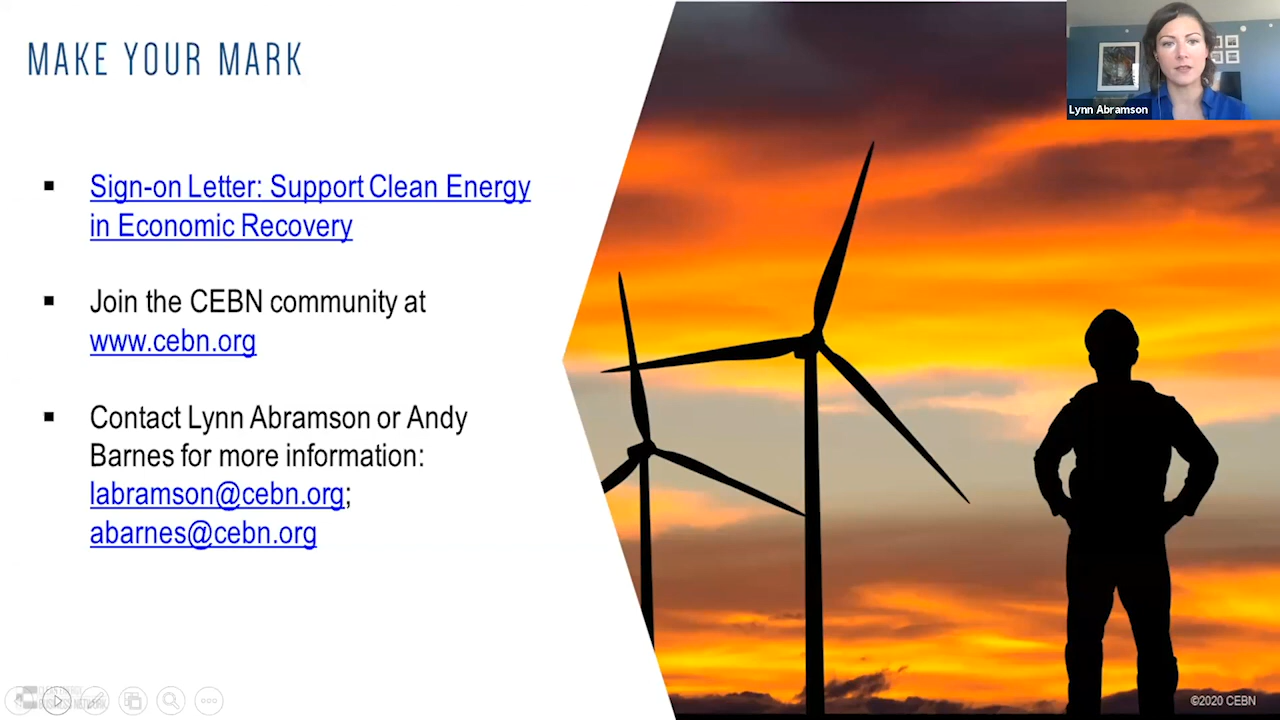 MAKE YOUR MARK
Lynn Abramson
Sign-on Letter: Support Clean Energy
in Economic Recovery
Join the CEBN community at
www.cebn.org
Contact Lynn Abramson or Andy
Barnes for more information:
labramson@cebn.org;
abarnes@cebn.org
©2020 CEBN